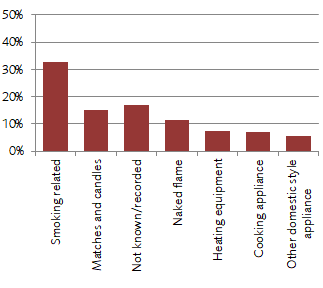 50%
40%
30%
20%
10%
0%
Smoking related
Matches and candles
Not known/recorded
Naked flame
Heating equipment
Cooking appliance
Other domestic style
appliance